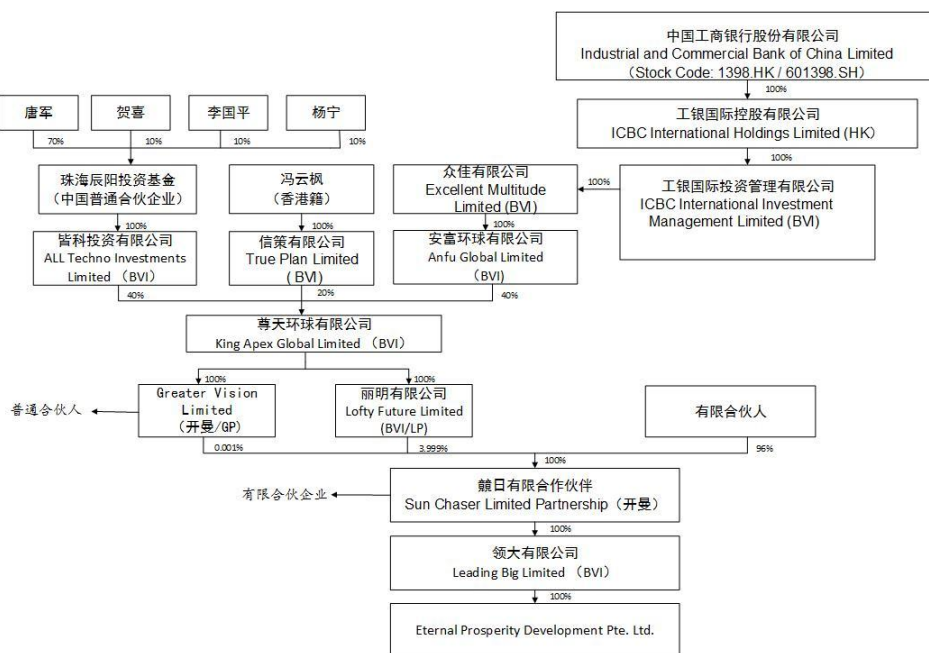 中国工商银行股份有限公司
Industrial and Commercial Bank of China Limited
（Stock Code: 1398.HK / 601398.SH）
100%
唐军
贺喜
李国平
杨宁
工银国际控股有限公司
ICBC International Holdings Limited (HK）
70%
10%
10%
10%
100%
珠海辰阳投资基金
（中国普通合伙企业）
冯云枫
（香港籍）
众佳有限公司
Excellent Multitude
Limited (BVI)
100%
工银国际投资管理有限公司
ICBC International Investment
Management Limited (BVI)
100%
100%
100%
皆科投资有限公司
ALL Techno Investments
Limited （BVI）
信策有限公司
True Plan Limited
( BVI）
安富环球有限公司
Anfu Global Limited
（BVI)
40%
20%
40%
尊天环球有限公司
King Apex Global Limited （BVI）
100%
100%
普通合伙人
Greater Vision
Limited
（开曼/GP）
丽明有限公司
Lofty Future Limited
(BVI/LP)
有限合伙人
0.001%
3.999%
96%
100%
有限合伙企业
竸日有限合作伙伴
Sun Chaser Limited Partnership（开曼）
100%
领大有限公司
Leading Big Limited （BVI）
100%
Eternal Prosperity Development Pte. Ltd.